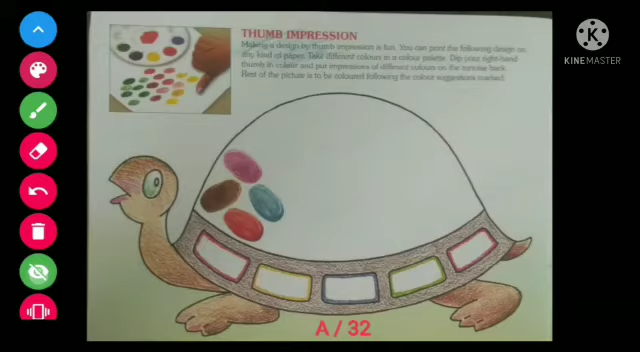 THUMB IMPRESSION
Making a design by thumb impression is fun. You can print the following design on
any kind of paper. Take different colours in a colour palette. Dip your right-hand
thumb in colour and put impressions of different colours on the tortoise back.
Rest of the picture is to be coloured following the colour suggestions marked.
K
KINEMASTER
A / 32